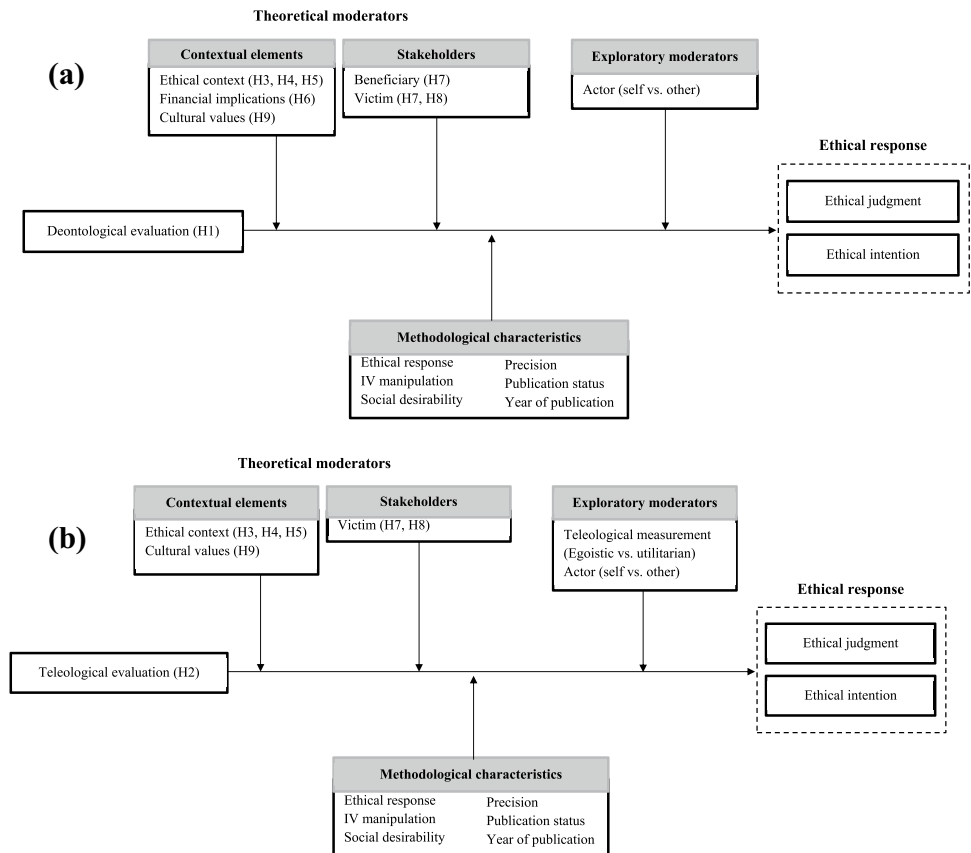 Theoretical moderators
(a)
Contextual elements
Ethical context (H3, H4, H5)
Financial implications (H6)
Cultural values (H9)
Stakeholders
Beneficiary (H7)
Victim (H7, H8)
Exploratory moderators
Actor (self vs. other)
Ethical response
Ethical judgment
Ethical intention
Deontological evaluation (H1)
Methodological characteristics
Ethical response
IV manipulation
Social desirability
Precision
Publication status
Year of publication
Theoretical moderators
(b)
Contextual elements
Ethical context (H3, H4, H5)
Cultural values (H9)
Stakeholders
Victim (H7, H8)
Exploratory moderators
Teleological measurement
(Egoistic vs. utilitarian)
Actor (self vs. other)
Ethical response
Ethical judgment
Ethical intention
Teleological evaluation (H2)
Methodological characteristics
Ethical response
IV manipulation
Social desirability
Precision
Publication status
Year of publication